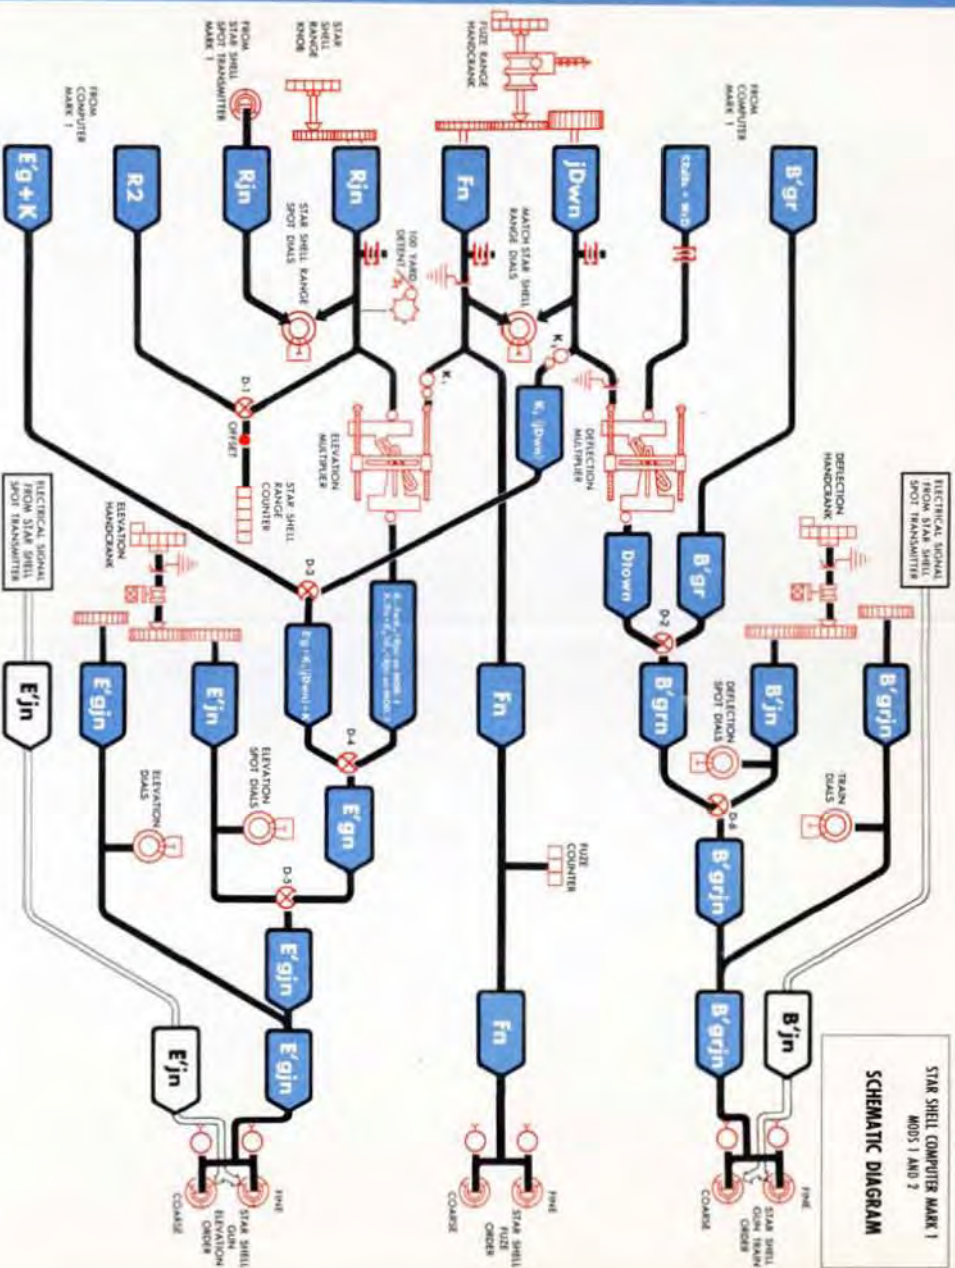 STAR SHELL COMPUTER MARK 1
MODS 1 AND 2
SCHEMATIC DIAGRAM
ELECTRICAL SIGNAL
FROM STAR SHELL
SPOT TRANSMITTER
DEFLECTION
HANDCRANK
B'grjn
TRAIN
DIALS
B'jn
DEFLECTION
SPOT DIALS
B'jn
FROM
COMPUTER
MARK 1
B'gr
B'gr
D-2
B'grn
D-6
B'grjn
B'grjn
FINE
COARSE
STAR SHELL
GUN TRAIN
ORDER
DEFLECTION
MULTIPLIER
Dtown
FUZE RANGE
HANDCRANK
jDwn
MATCH STAR SHELL
RANGE DIALS
Fn
K₁ jDwn
K₁
Fn
FUZE
COUNTER
Fn
FINE
COARSE
STAR SHELL
FUZE
ORDER
STAR
SHELL
RANGE
KNOB
Rjn
100 YARD
DETENT
FROM
STAR SHELL
SPOT TRANSMITTER
MARK 1
Rjn
STAR SHELL RANGE
SPOT DIALS
ELEVATION
MULTIPLIER
FROM
COMPUTER
MARK 1
R2
D-1
OFFSET
STAR SHELL
RANGE
COUNTER
E'g+K
D-3
D-4
E'gn
ELEVATION
HANDCRANK
E'jn
ELEVATION
SPOT DIALS
D-5
E'gjn
E'gjn
E'gjn
ELEVATION
DIALS
ELECTRICAL SIGNAL
FROM STAR SHELL
SPOT TRANSMITTER
E'jn
E'jn
FINE
COARSE
STAR SHELL
GUN
ELEVATION
ORDER